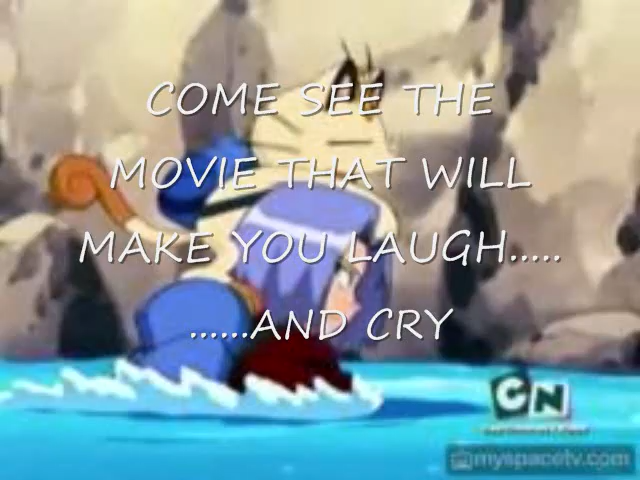 COME SEE THE
MOVIE THAT WILL
MAKE YOU LAUGH.....
......AND CRY
CN
myspacetv.com